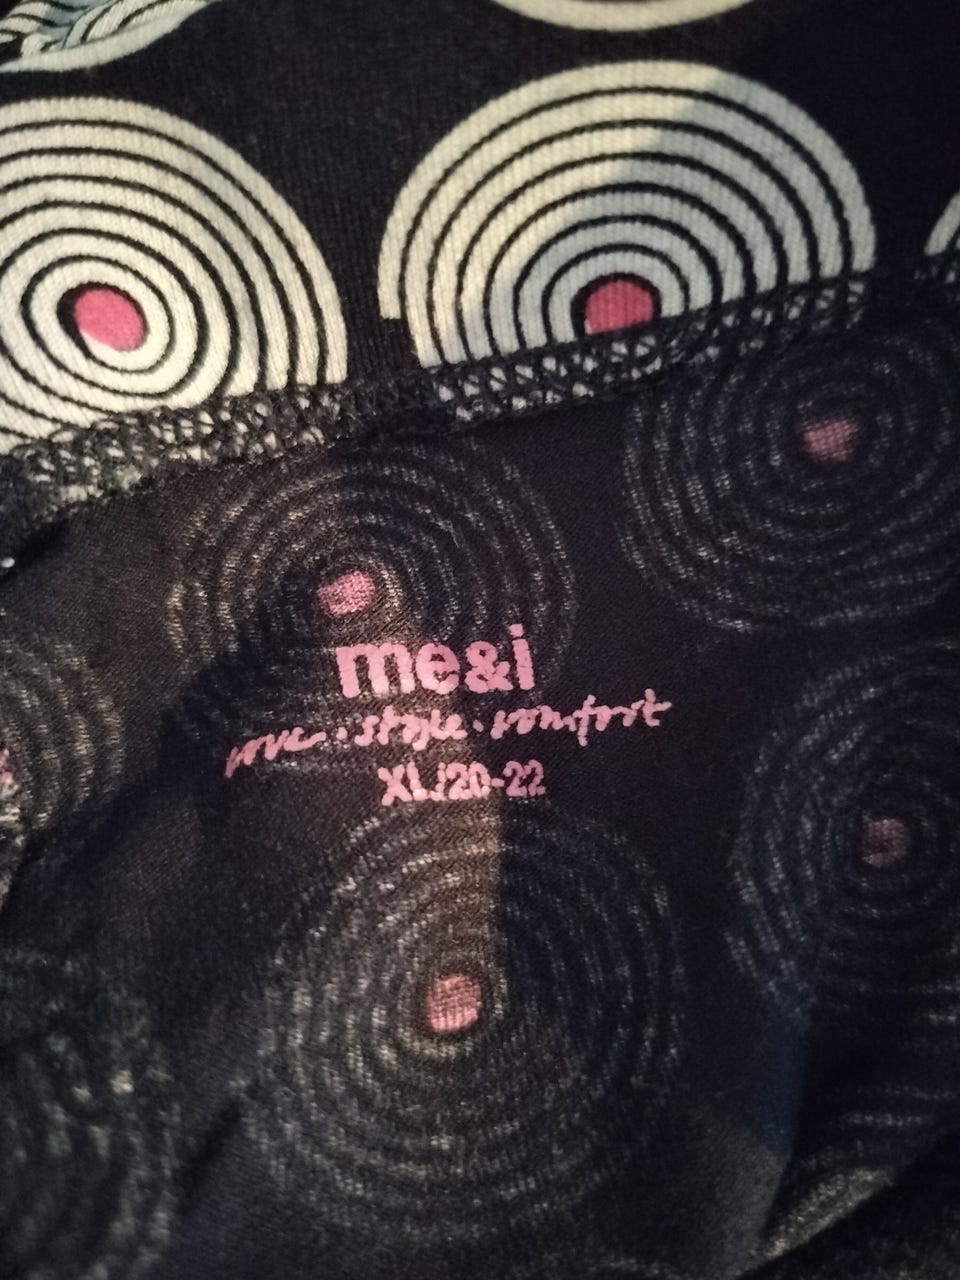 me&i
love · style · comfort
XL/20-22